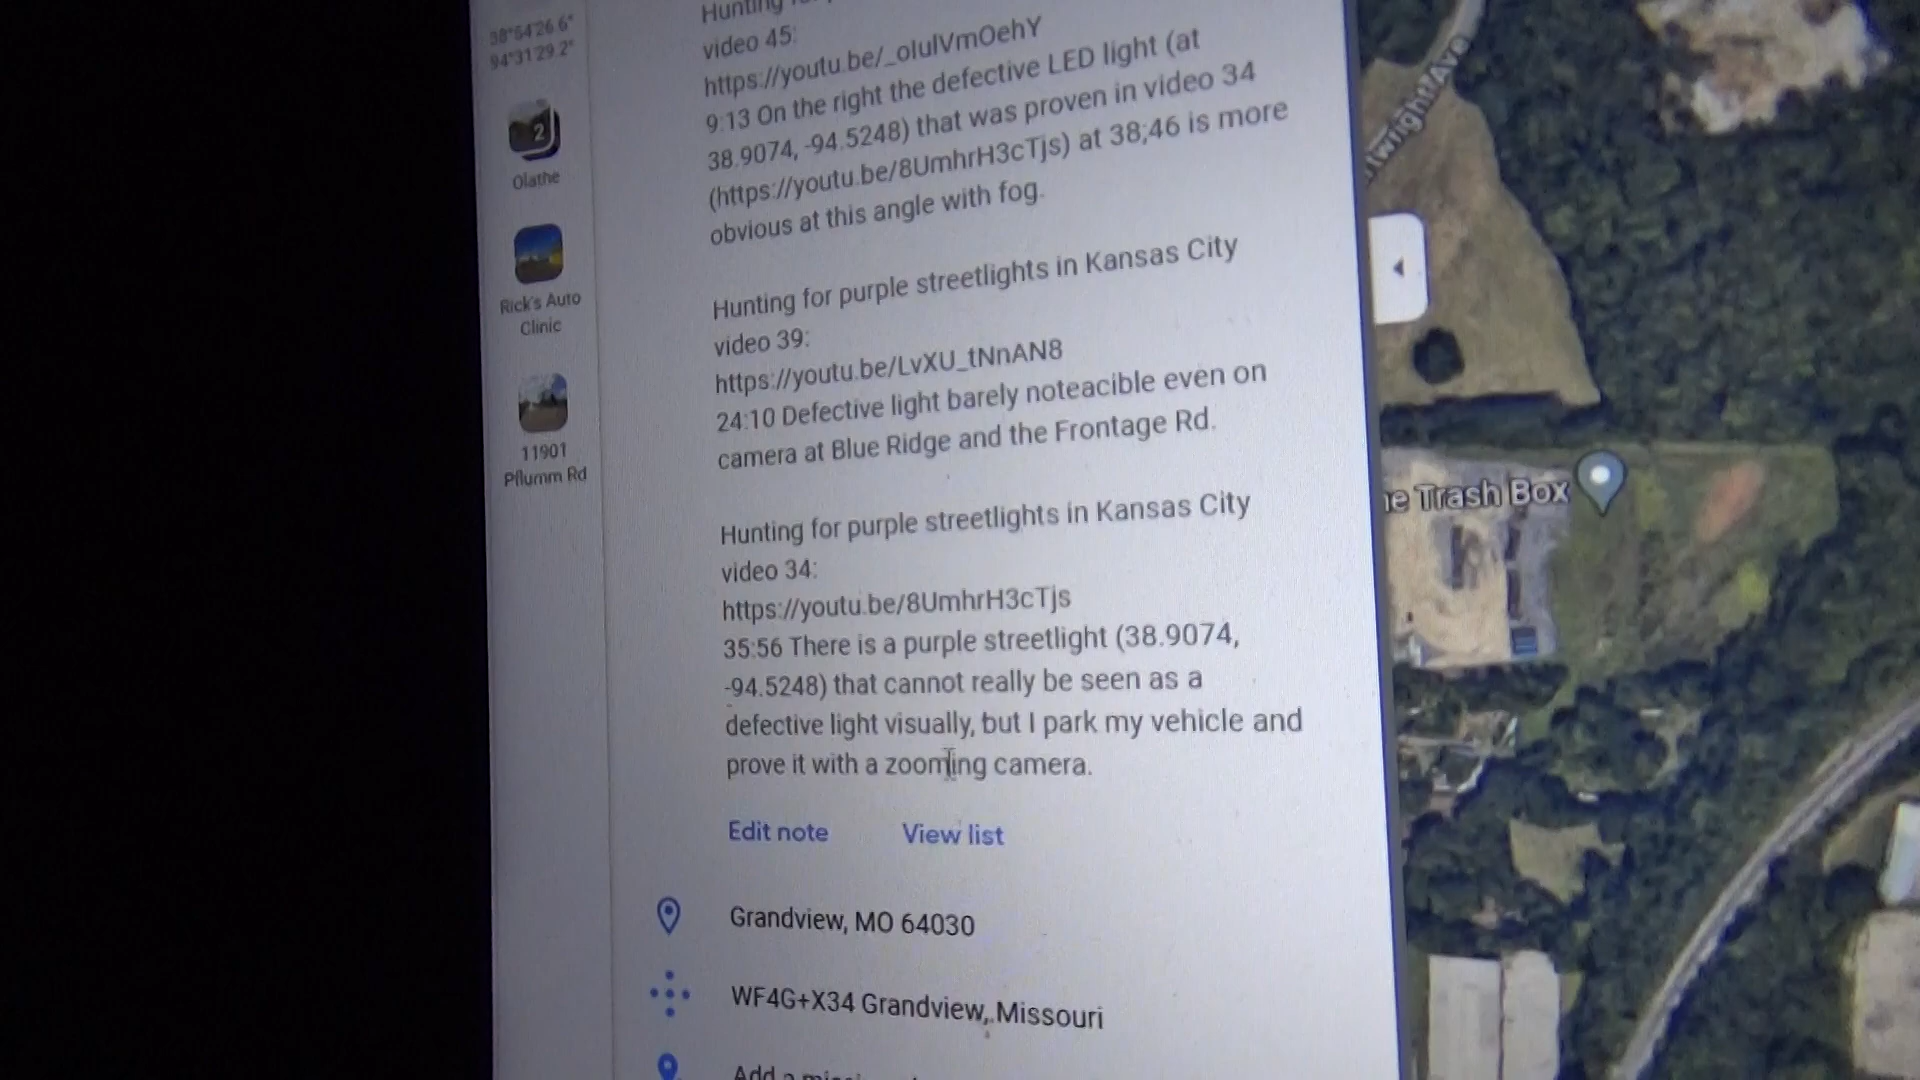 38°54'26.6"
94°31'29.2"
2
Olathe
Rick's Auto
Clinic
11901
Pflumm Rd
Hunting
video 45:
https://youtu.be/_oIulVmOehY
9:13 On the right the defective LED light (at
38.9074, -94.5248) that was proven in video 34
(https://youtu.be/8UmhrH3cTjs) at 38;46 is more
obvious at this angle with fog.
Hunting for purple streetlights in Kansas City
video 39:
https://youtu.be/LvXU_tNnAN8
24:10 Defective light barely noteacible even on
camera at Blue Ridge and the Frontage Rd.
Hunting for purple streetlights in Kansas City
video 34:
https://youtu.be/8UmhrH3cTjs
35:56 There is a purple streetlight (38.9074,
-94.5248) that cannot really be seen as a
defective light visually, but I park my vehicle and
prove it with a zooming camera.
Edit note View list
Grandview, MO 64030
WF4G+X34 Grandview, Missouri
Add a
Trash Box